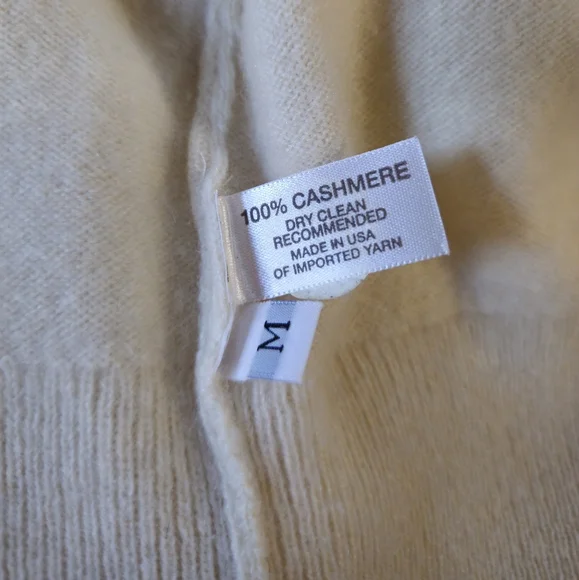 100% CASHMERE
DRY CLEAN
RECOMMENDED
MADE IN USA
OF IMPORTED YARN
M